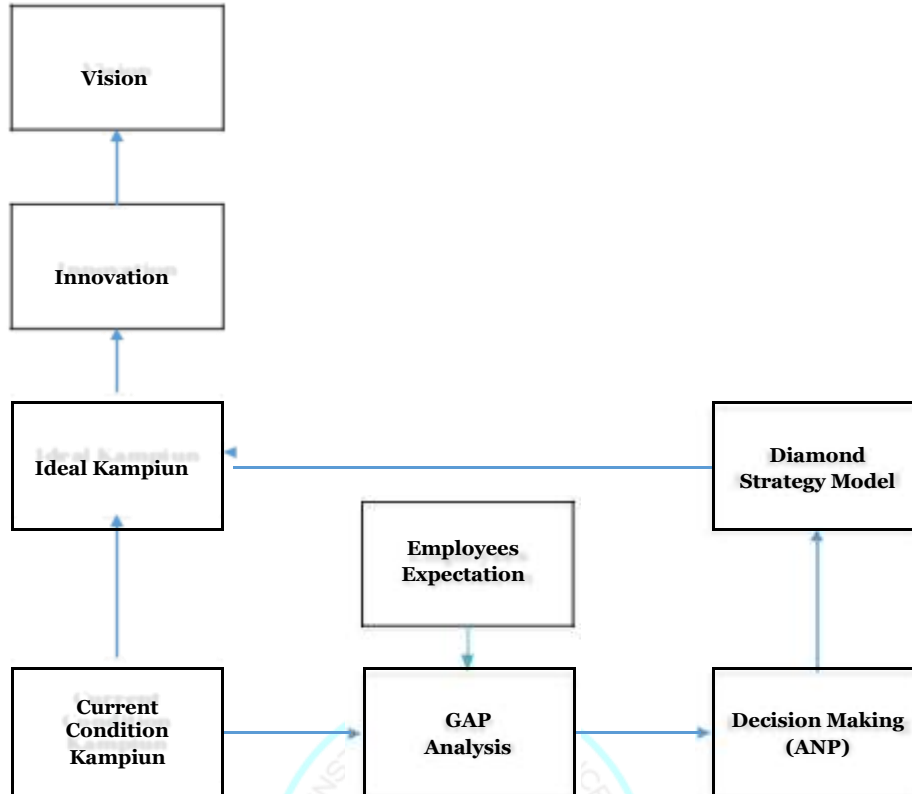 Vision
Innovation
Ideal Kampiun
Diamond
Strategy Model
Employees
Expectation
Current
Condition
Kampiun
GAP
Analysis
Decision Making
(ANP)